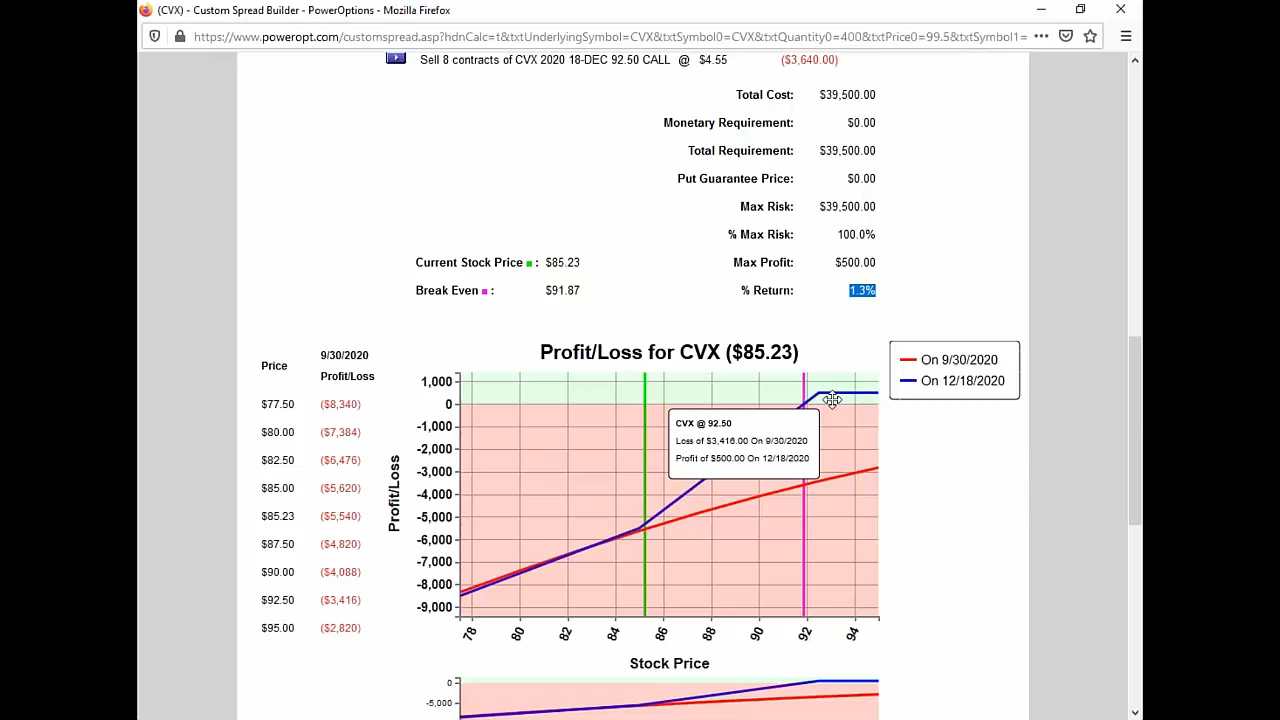 (CVX) - Custom Spread Builder - PowerOptions - Mozilla Firefox
https://www.poweropt.com/customspread.asp?hdnCalc=t&txtUnderlyingSymbol=CVX&txtSymbol0=CVX&txtQuantity0=400&txtPrice0=99.5&txtSymbol1=
Sell 8 contracts of CVX 2020 18-DEC 92.50 CALL @ $4.55 ($3,640.00)
Total Cost: $39,500.00
Monetary Requirement: $0.00
Total Requirement: $39,500.00
Put Guarantee Price: $0.00
Max Risk: $39,500.00
% Max Risk: 100.0%
Current Stock Price : $85.23 Max Profit: $500.00
Break Even : $91.87 % Return: 1.3%
Price 9/30/2020 Profit/Loss
$77.50 ($8,340)
$80.00 ($7,384)
$82.50 ($6,476)
$85.00 ($5,620)
$85.23 ($5,540)
$87.50 ($4,820)
$90.00 ($4,088)
$92.50 ($3,416)
$95.00 ($2,820)
Profit/Loss for CVX ($85.23)
On 9/30/2020
On 12/18/2020
Profit/Loss
1,000
0
-1,000
-2,000
-3,000
-4,000
-5,000
-6,000
-7,000
-8,000
-9,000
CVX @ 92.50
Loss of $3,416.00 On 9/30/2020
Profit of $500.00 On 12/18/2020
78 80 82 84 86 88 90 92 94
Stock Price
0
-5,000